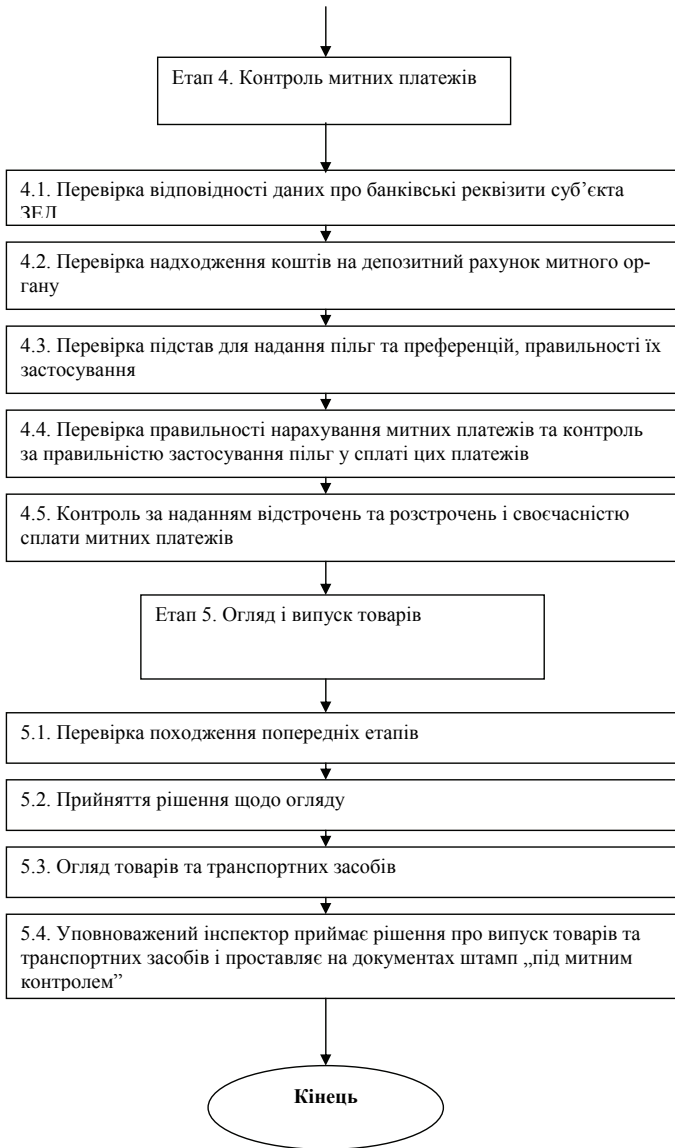 Етап 4. Контроль митних платежів
4.1. Перевірка відповідності даних про банківські реквізити суб’єкта
ЗЕД
4.2. Перевірка надходження коштів на депозитний рахунок митного ор-
гану
4.3. Перевірка підстав для надання пільг та преференцій, правильності їх
застосування
4.4. Перевірка правильності нарахування митних платежів та контроль
за правильністю застосування пільг у сплаті цих платежів
4.5. Контроль за наданням відстрочень та розстрочень і своєчасністю
сплати митних платежів
Етап 5. Огляд і випуск товарів
5.1. Перевірка походження попередніх етапів
5.2. Прийняття рішення щодо огляду
5.3. Огляд товарів та транспортних засобів
5.4. Уповноважений інспектор приймає рішення про випуск товарів та
транспортних засобів і проставляє на документах штамп „під митним
контролем”
Кінець